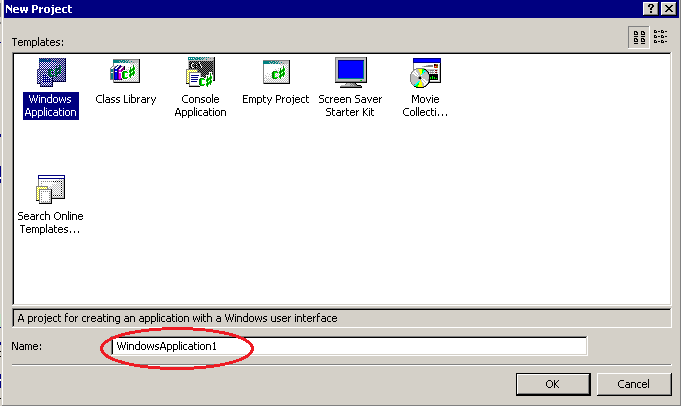 New Project
Templates:
Windows
Application
Class Library
Console
Application
Empty Project
Screen Saver
Starter Kit
Movie
Collecti...
Search Online
Templates...
A project for creating an application with a Windows user interface
Name:
WindowsApplication1
OK
Cancel